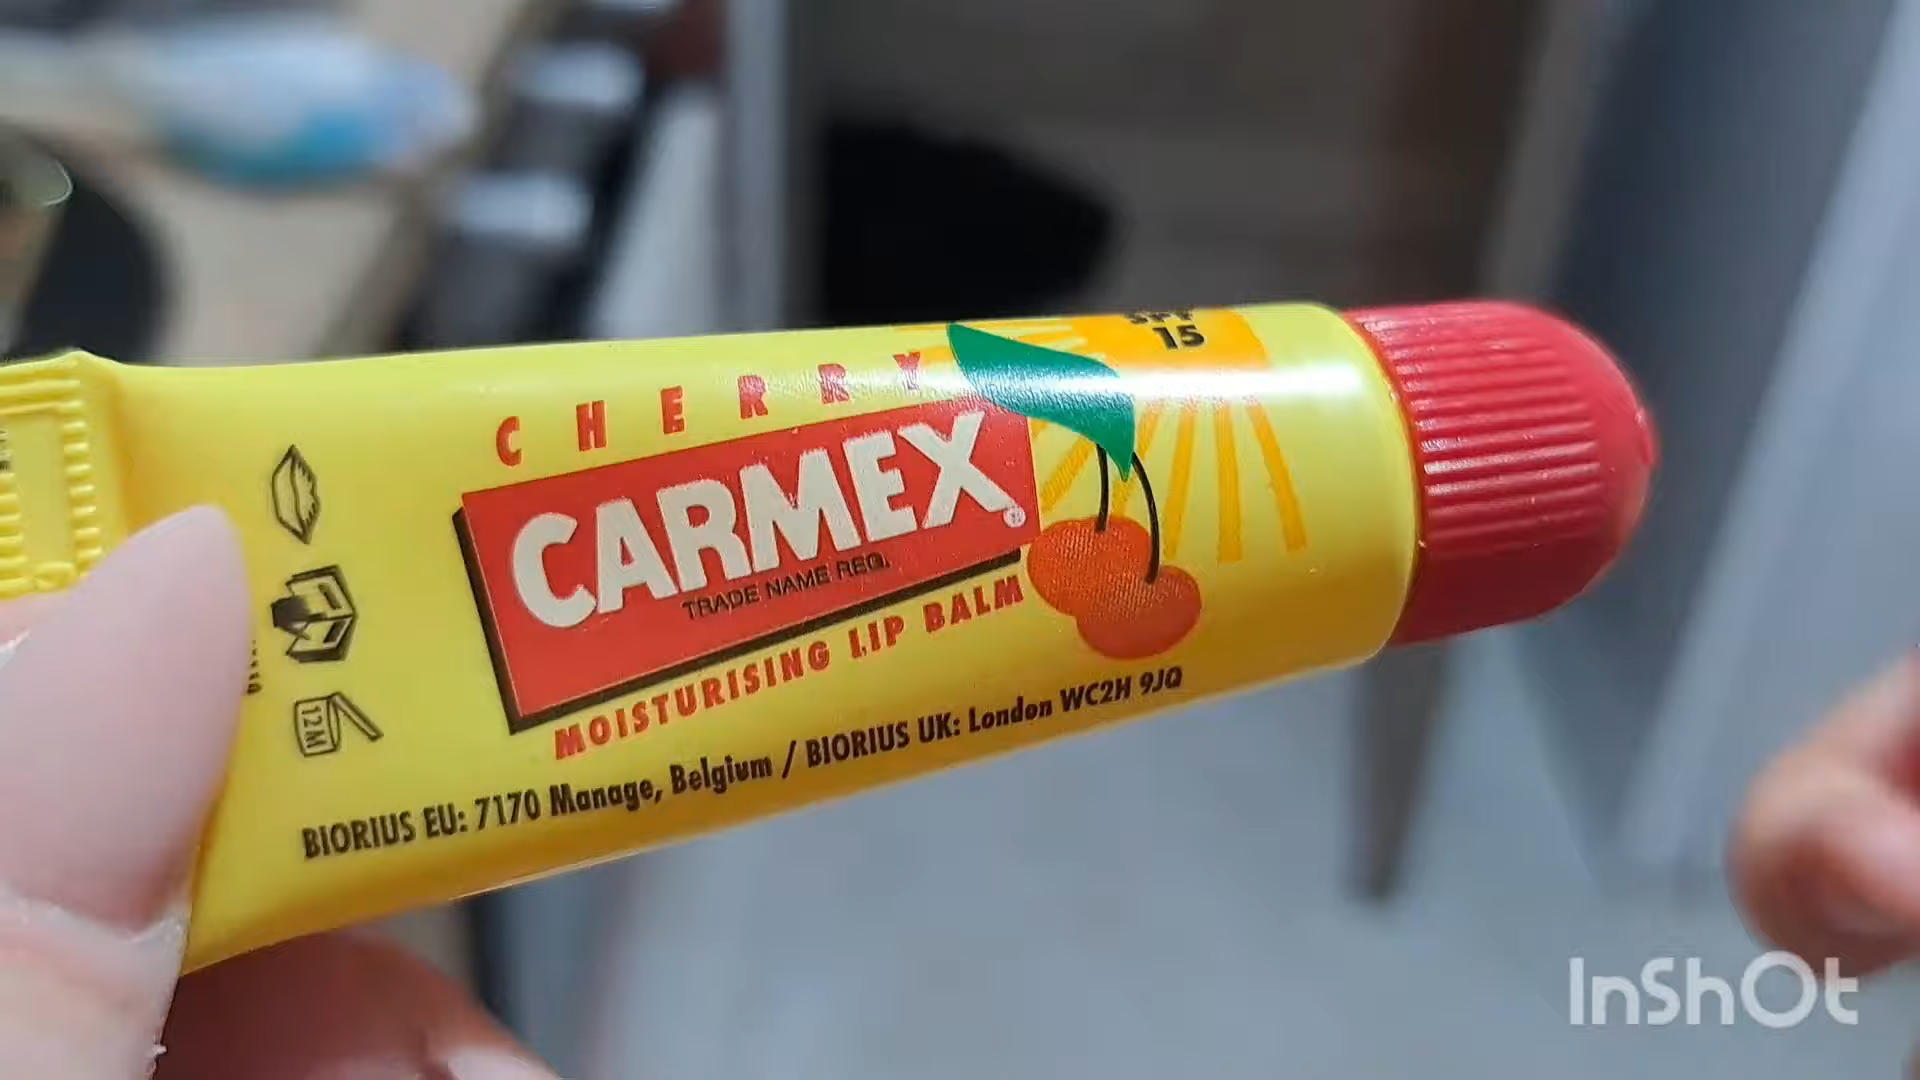 SPF
15
CHERRY
CARMEX®
TRADE NAME REG.
MOISTURISING LIP BALM
12M
BIORIUS EU: 7170 Manage, Belgium / BIORIUS UK: London WC2H 9JQ
InShOt